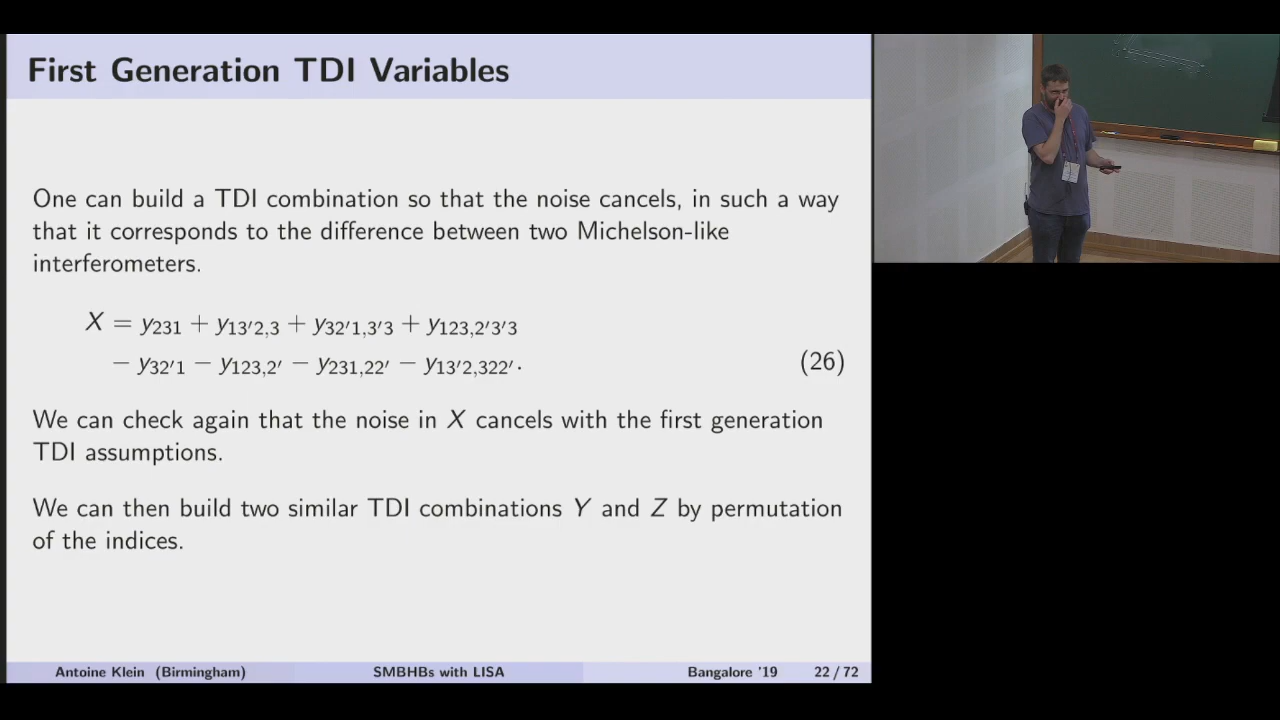 First Generation TDI Variables
One can build a TDI combination so that the noise cancels, in such a way
that it corresponds to the difference between two Michelson-like
interferometers.
X = y₂₃₁ + y₁₃′₂,₃ + y₃₂′₁,₃′₃ + y₁₂₃,₂′₃′₃
− y₃₂′₁ − y₁₂₃,₂′ − y₂₃₁,₂₂′ − y₁₃′₂,₃₂₂′. (26)
We can check again that the noise in X cancels with the first generation
TDI assumptions.
We can then build two similar TDI combinations Y and Z by permutation
of the indices.
Antoine Klein (Birmingham) SMBHBs with LISA Bangalore '19 22 / 72